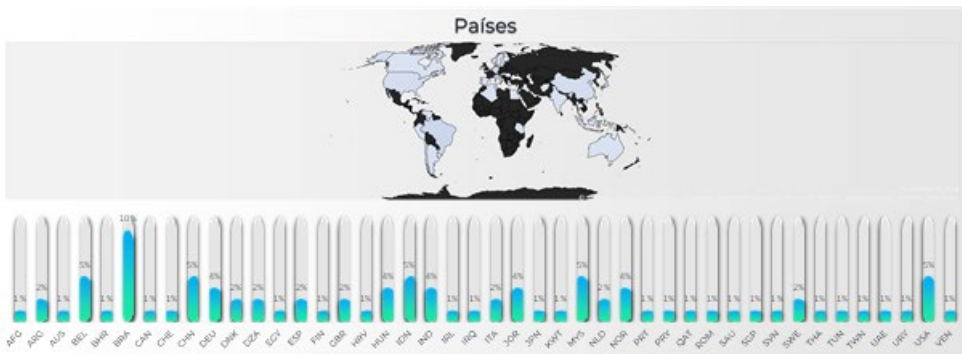 Países
1% 2% 1% 5% 1% 10% 1% 1% 5% 4% 2% 2% 1% 2% 1% 2% 1% 4% 5% 4% 1% 1% 2% 4% 1% 1% 5% 2% 4% 1% 1% 1% 1% 1% 1% 1% 2% 1% 1% 1% 1% 1% 5% 1%
AFG ARG AUS BEL BHR BRA CAN CHE CHN DEU DNK DZA EGY ESP FIN GBR HRV HUN IDN IND IRL IRQ ITA JOR JPN KWT MYS NLD NOR PRT PRY QAT ROM SAU SGP SVN SWE THA TUN TWN UAE URY USA VEN